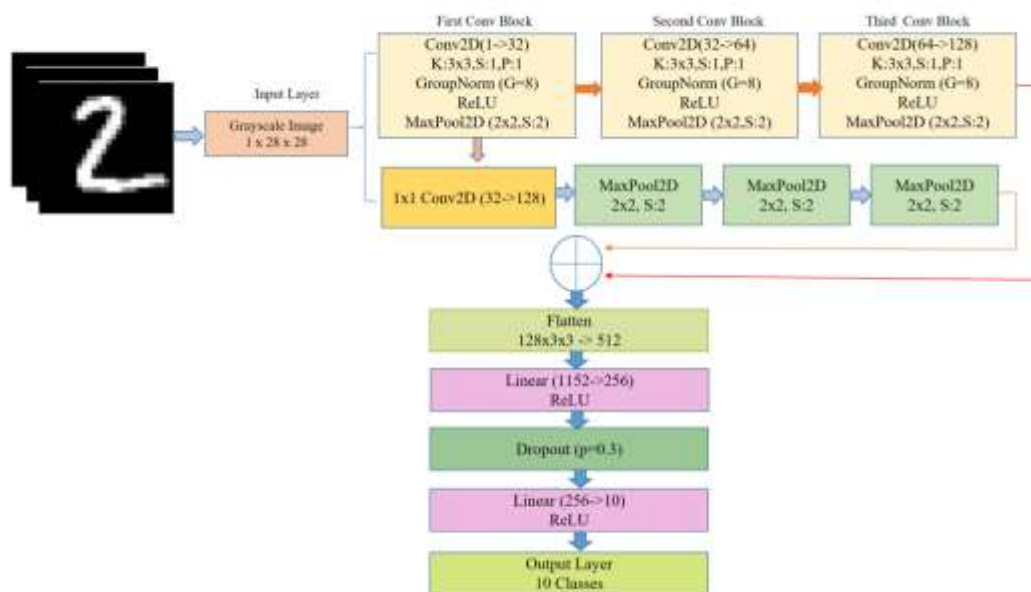 First Conv Block
Conv2D(1->32)
K:3x3,S:1,P:1
GroupNorm (G=8)
ReLU
MaxPool2D (2x2,S:2)
Second Conv Block
Conv2D(32->64)
K:3x3,S:1,P:1
GroupNorm (G=8)
ReLU
MaxPool2D (2x2,S:2)
Third Conv Block
Conv2D(64->128)
K:3x3,S:1,P:1
GroupNorm (G=8)
ReLU
MaxPool2D (2x2,S:2)
Input Layer
Grayscale Image
1 x 28 x 28
1x1 Conv2D (32->128)
MaxPool2D
2x2, S:2
MaxPool2D
2x2, S:2
MaxPool2D
2x2, S:2
Flatten
128x3x3 -> 512
Linear (1152->256)
ReLU
Dropout (p=0.3)
Linear (256->10)
ReLU
Output Layer
10 Classes
2